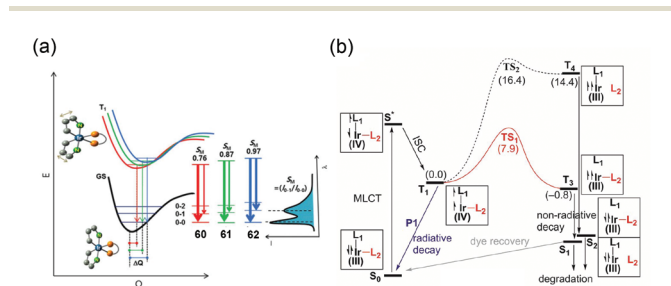 (a)
T₁
E
GS
0-2
0-1
0-0
ΔQ
Q
Sₘ
0.76
Sₘ
0.87
Sₘ
0.97
60
61
62
Sₘ
=(I₀₋₁/I₀₋₀)
I
(b)
S*
L₁
Ir—L₂
(IV)
ISC
MLCT
T₁
(0.0)
L₁
Ir—L₂
(IV)
TS₂
(16.4)
TS₁
(7.9)
T₄
(14.4)
L₁
Ir L₂
(III)
T₃
(−0.8)
L₁
Ir L₂
(III)
P1
radiative
decay
non-radiative
decay
L₁
Ir—L₂
(III)
S₀
dye recovery
S₁
S₂
L₁
Ir L₂
(III)
L₁
Ir L₂
(III)
degradation